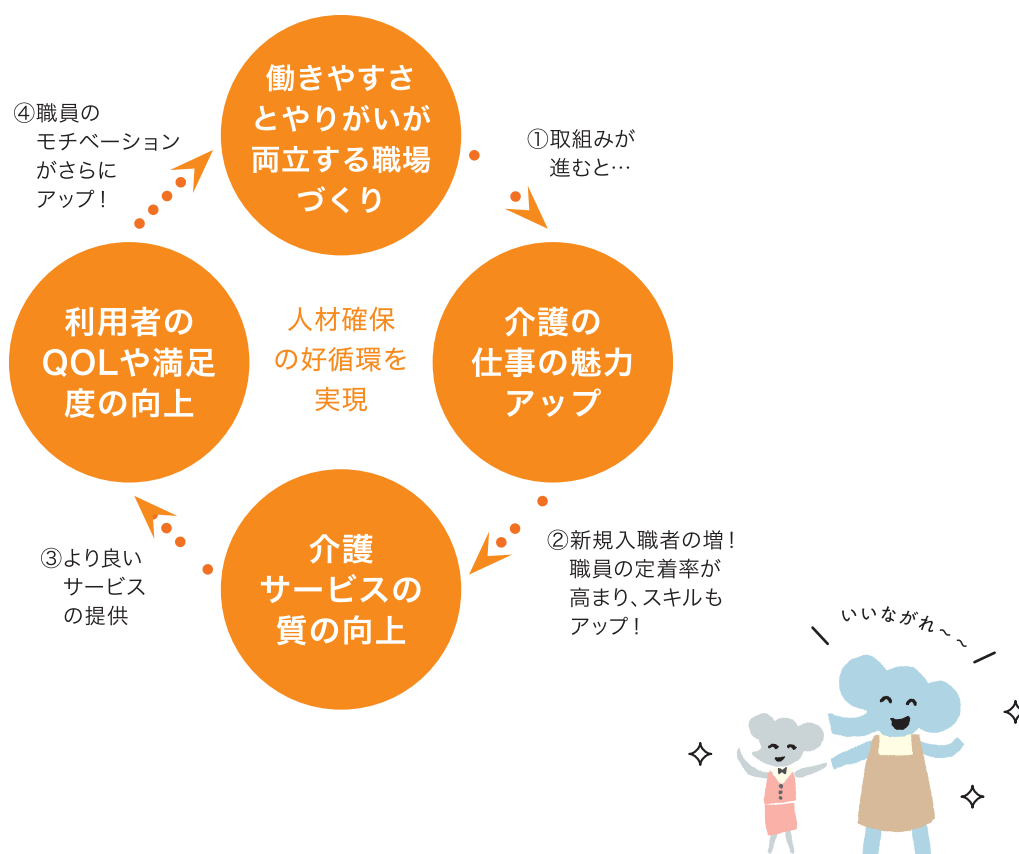 働きやすさ
とやりがいが
両立する職場
づくり
①取組みが
進むと…
介護の
仕事の魅力
アップ
②新規入職者の増！
職員の定着率が
高まり、スキルも
アップ！
介護
サービスの
質の向上
③より良い
サービス
の提供
利用者の
QOLや満足
度の向上
④職員の
モチベーション
がさらに
アップ！
人材確保
の好循環を
実現
いいながれ～～